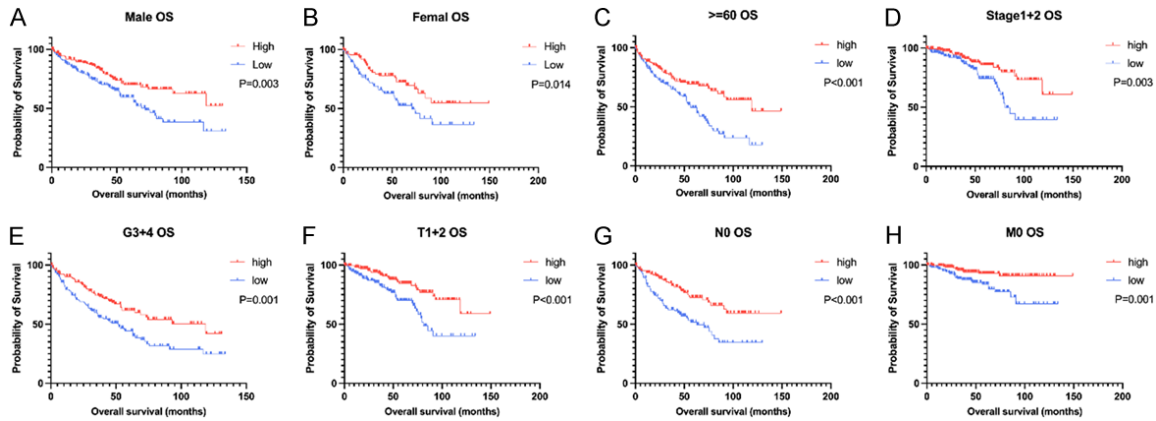 A
Male OS
High
Low
P=0.003
Probability of Survival
100
50
0
0
50
100
150
Overall survival (months)
B
Femal OS
High
Low
P=0.014
Probability of Survival
100
50
0
0
50
100
150
200
Overall survival (months)
C
>=60 OS
high
low
P<0.001
Probability of Survival
100
50
0
0
50
100
150
200
Overall survival (months)
D
Stage1+2 OS
high
low
P=0.003
Probability of Survival
100
50
0
0
50
100
150
200
Overall survival (months)
E
G3+4 OS
high
low
P=0.001
Probability of Survival
100
50
0
0
50
100
150
Overall survival (months)
F
T1+2 OS
high
low
P<0.001
Probability of Survival
100
50
0
0
50
100
150
200
Overall survival (months)
G
N0 OS
high
low
P<0.001
Probability of Survival
100
50
0
0
50
100
150
200
Overall survival (months)
H
M0 OS
high
low
P=0.001
Probability of Survival
100
50
0
0
50
100
150
200
Overall survival (months)